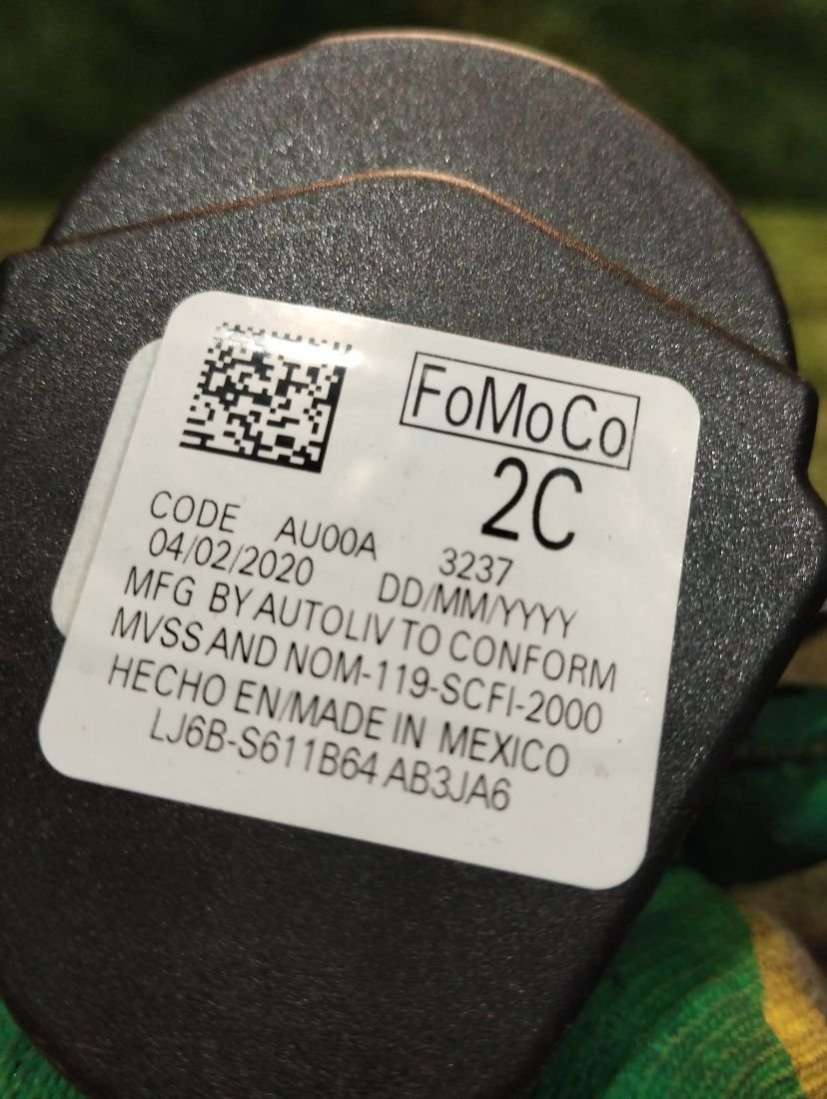 FoMoCo
2C
CODE AU00A 3237
04/02/2020 DD/MM/YYYY
MFG BY AUTOLIV TO CONFORM
MVSS AND NOM-119-SCFI-2000
HECHO EN/MADE IN MEXICO
LJ6B-S611B64 AB3JA6